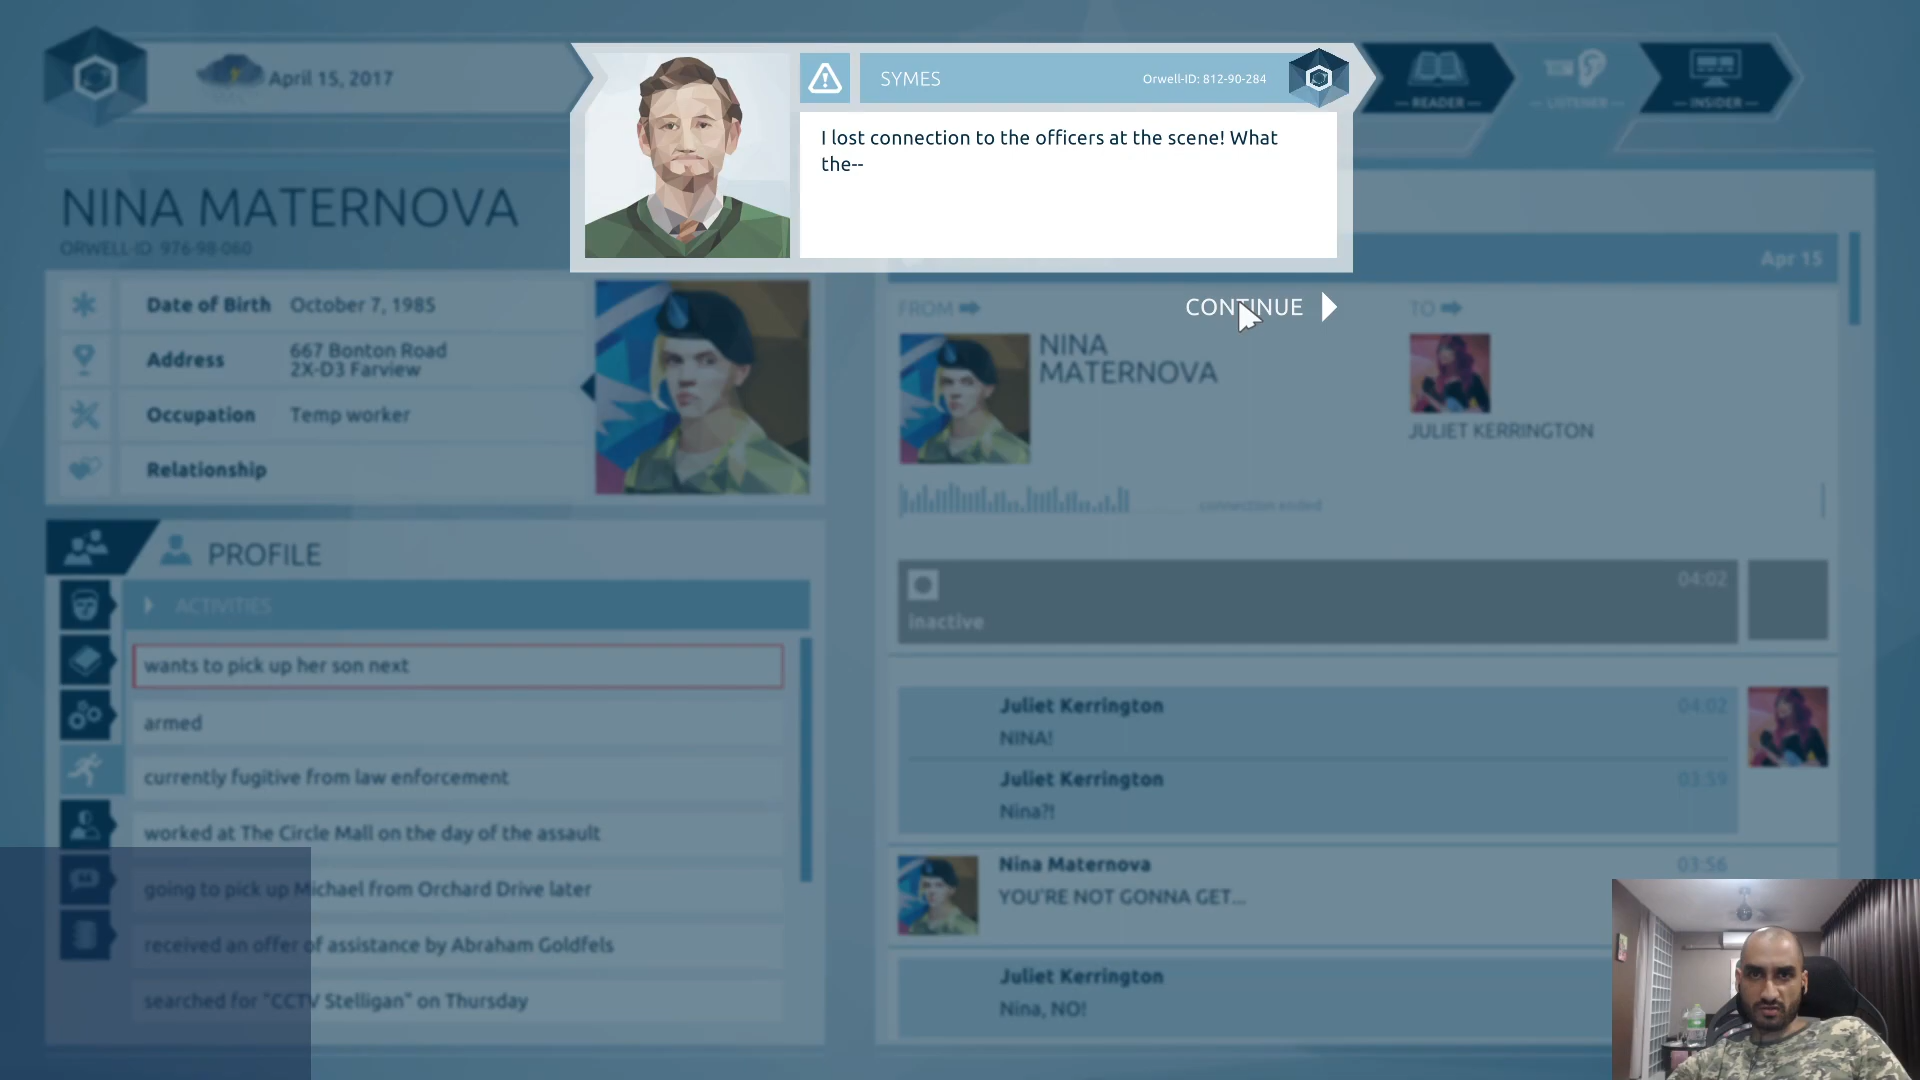 April 15, 2017
SYMES
Orwell-ID: 812-90-284
I lost connection to the officers at the scene! What
the--
CONTINUE
— READER —
— LISTENER —
— INSIDER —
NINA MATERNOVA
ORWELL-ID 976-98-060
Date of Birth October 7, 1985
Address 667 Bonton Road
2X-D3 Farview
Occupation Temp worker
Relationship
PROFILE
ACTIVITIES
wants to pick up her son next
armed
currently fugitive from law enforcement
worked at The Circle Mall on the day of the assault
going to pick up Michael from Orchard Drive later
received an offer of assistance by Abraham Goldfels
searched for "CCTV Stelligan" on Thursday
Apr 15
FROM
TO
NINA
MATERNOVA
JULIET KERRINGTON
connection ended
04:02
inactive
Juliet Kerrington 04:02
NINA!
Juliet Kerrington 03:59
Nina?!
Nina Maternova 03:56
YOU'RE NOT GONNA GET...
Juliet Kerrington
Nina, NO!